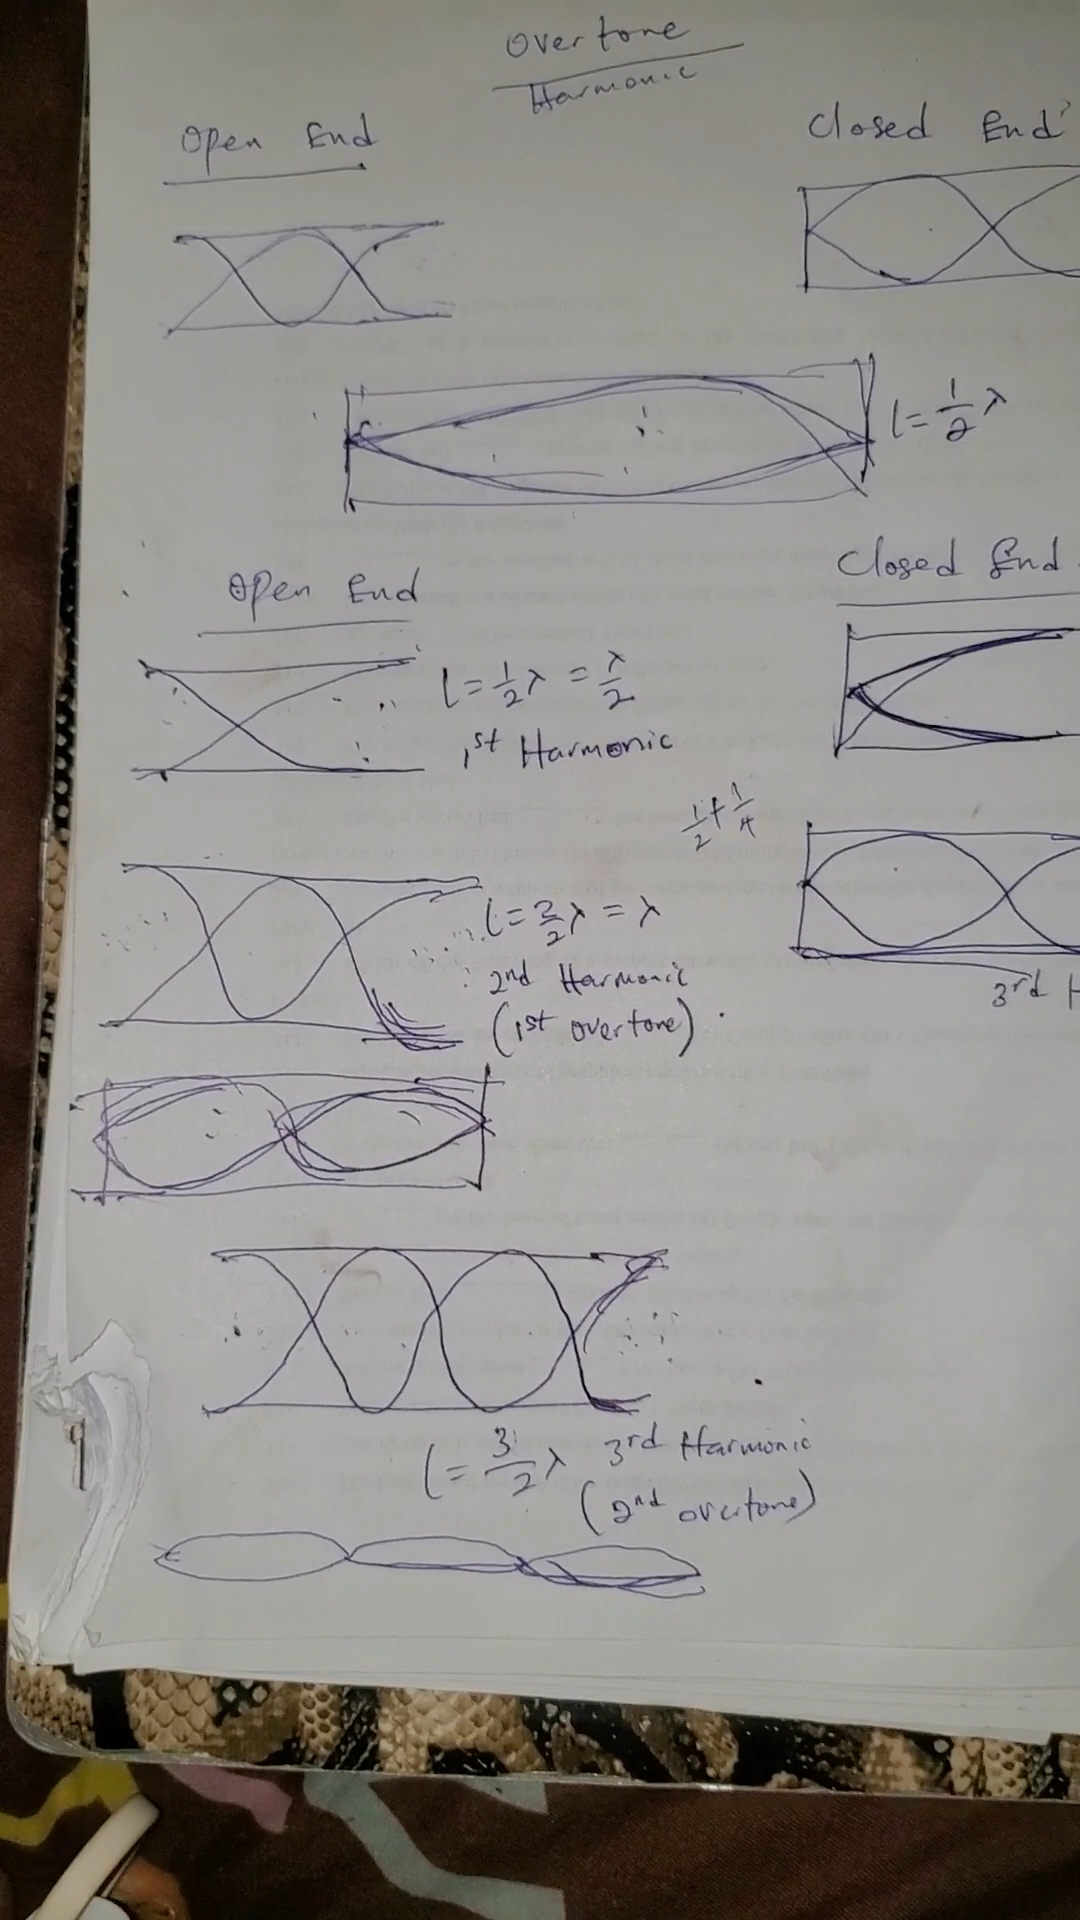 Overtone
Harmonic
Open End
Closed End
l = 1/2 λ
Open End
Closed End
l = 1/2 λ = λ/2
1st Harmonic
1/2 + 1/4
l = 2/2 λ = λ
2nd Harmonic
(1st overtone)
3rd H
l = 3/2 λ 3rd Harmonic
(2nd overtone)